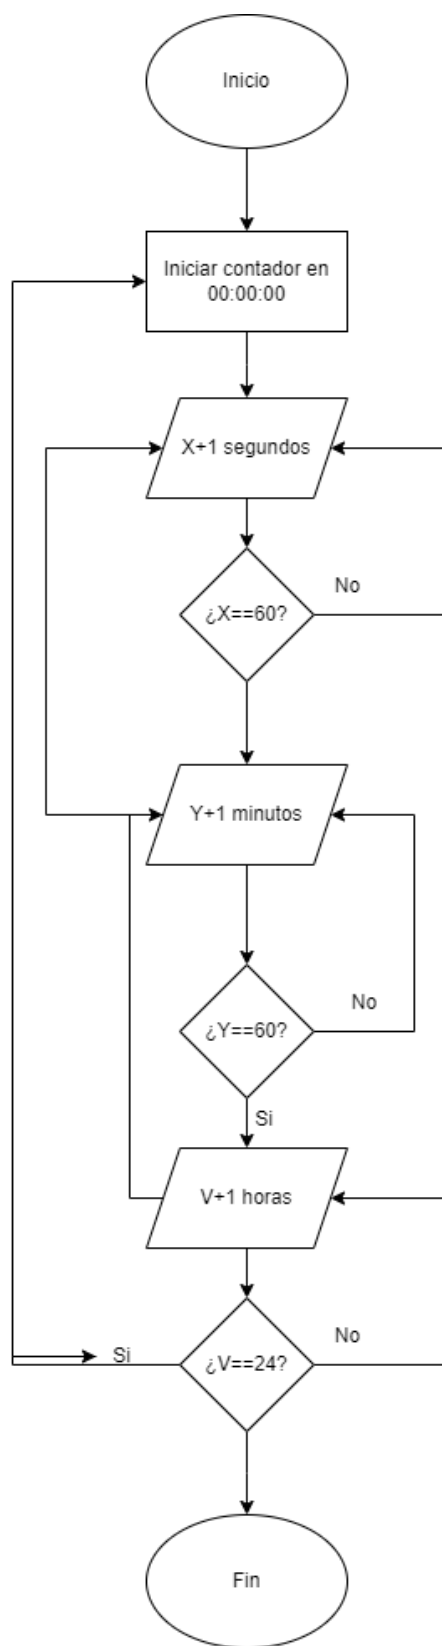 Inicio
Iniciar contador en
00:00:00
X+1 segundos
¿X==60?
No
Y+1 minutos
¿Y==60?
No
Si
V+1 horas
¿V==24?
No
Si
Fin